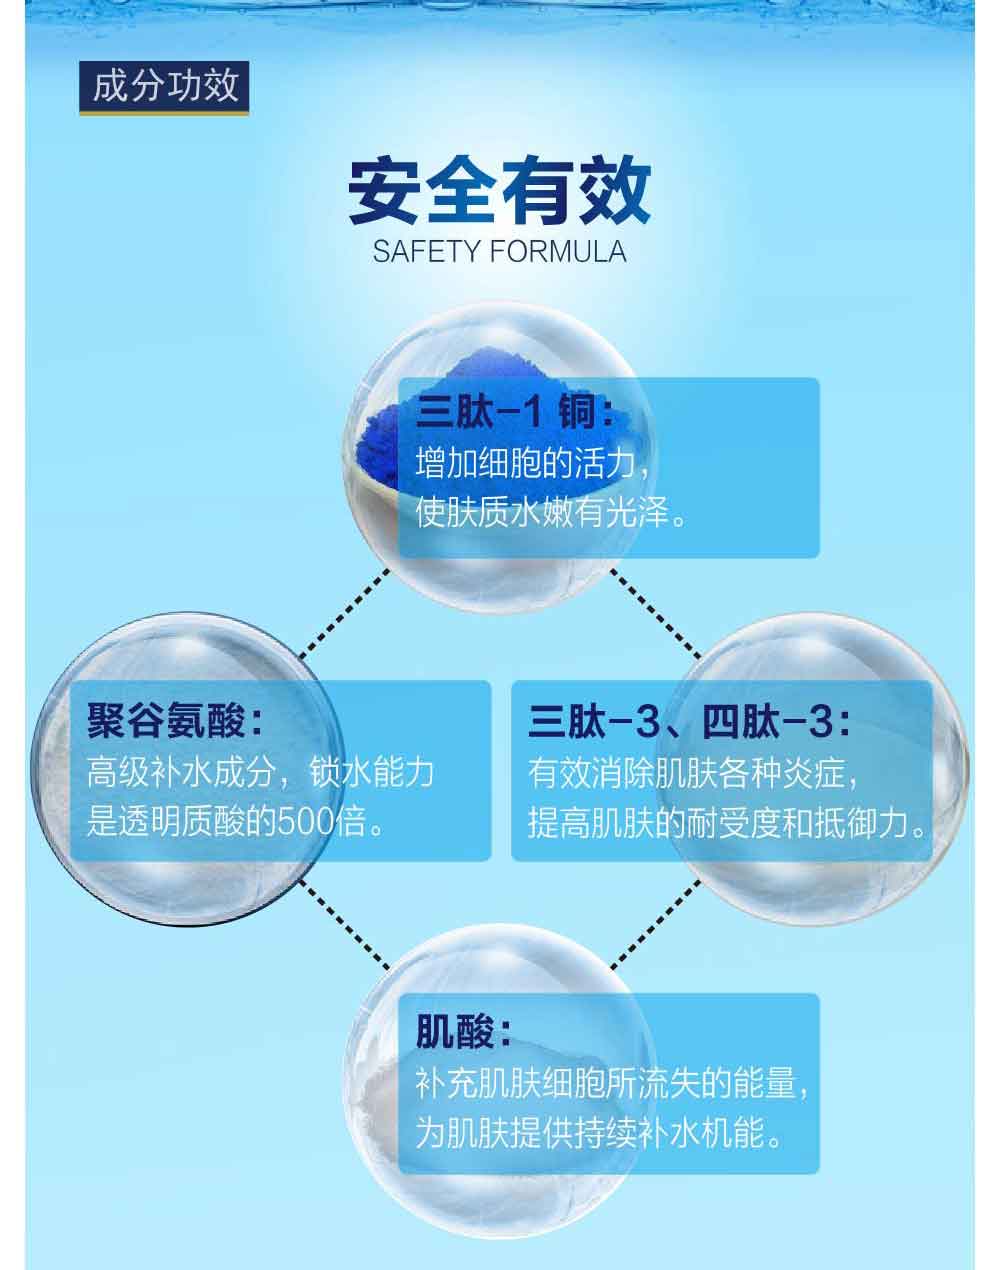 成分功效
安全有效
SAFETY FORMULA
三肽-1 铜：
增加细胞的活力，
使肤质水嫩有光泽。
聚谷氨酸：
高级补水成分，锁水能力
是透明质酸的500倍。
三肽-3、四肽-3：
有效消除肌肤各种炎症，
提高肌肤的耐受度和抵御力。
肌酸：
补充肌肤细胞所流失的能量，
为肌肤提供持续补水机能。